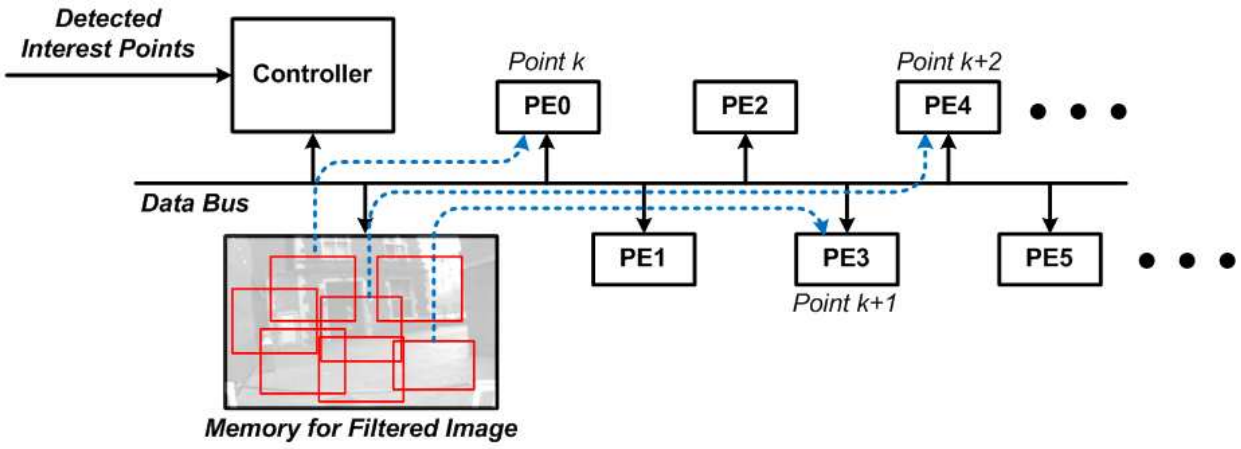 Detected
Interest Points
Controller
Point k
PE0
PE2
Point k+2
PE4
Data Bus
PE1
PE3
Point k+1
PE5
Memory for Filtered Image